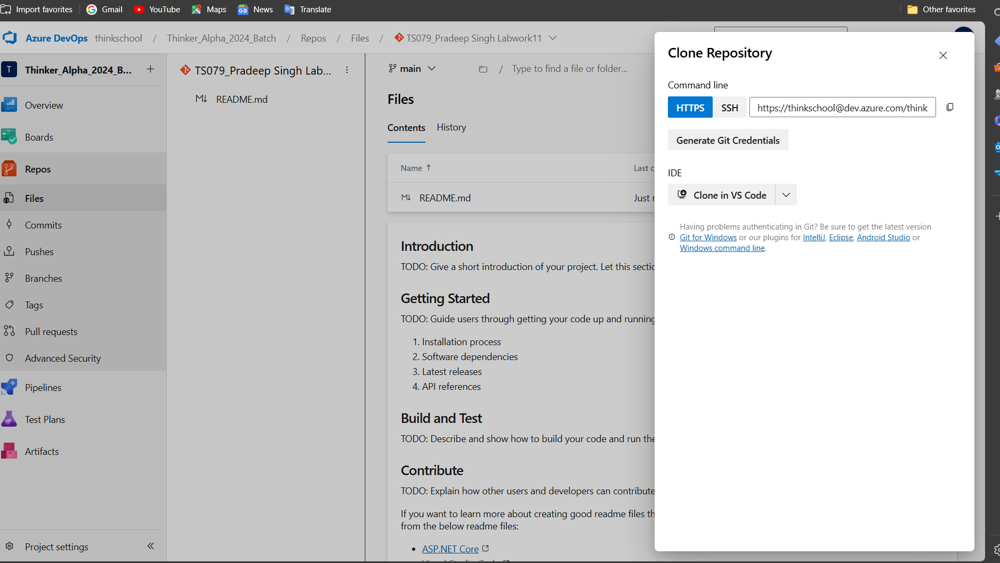 Import favorites
Gmail
YouTube
Maps
News
Translate
Other favorites
Azure DevOps thinkschool / Thinker_Alpha_2024_Batch / Repos / Files / TS079_Pradeep Singh Labwork11
T Thinker_Alpha_2024_B... +
Overview
Boards
Repos
Files
Commits
Pushes
Branches
Tags
Pull requests
Advanced Security
Pipelines
Test Plans
Artifacts
Project settings
TS079_Pradeep Singh Lab...
M↓ README.md
main
/ Type to find a file or folder...
Files
Contents History
Name ↑ Last c
M↓ README.md Just
Introduction
TODO: Give a short introduction of your project. Let this sectic
Getting Started
TODO: Guide users through getting your code up and running
1. Installation process
2. Software dependencies
3. Latest releases
4. API references
Build and Test
TODO: Describe and show how to build your code and run the
Contribute
TODO: Explain how other users and developers can contribute
If you want to learn more about creating good readme files th
from the below readme files:
• ASP.NET Core
Clone Repository
Command line
HTTPS SSH https://thinkschool@dev.azure.com/think
Generate Git Credentials
IDE
Clone in VS Code
Having problems authenticating in Git? Be sure to get the latest version
Git for Windows or our plugins for IntelliJ, Eclipse, Android Studio or
Windows command line.